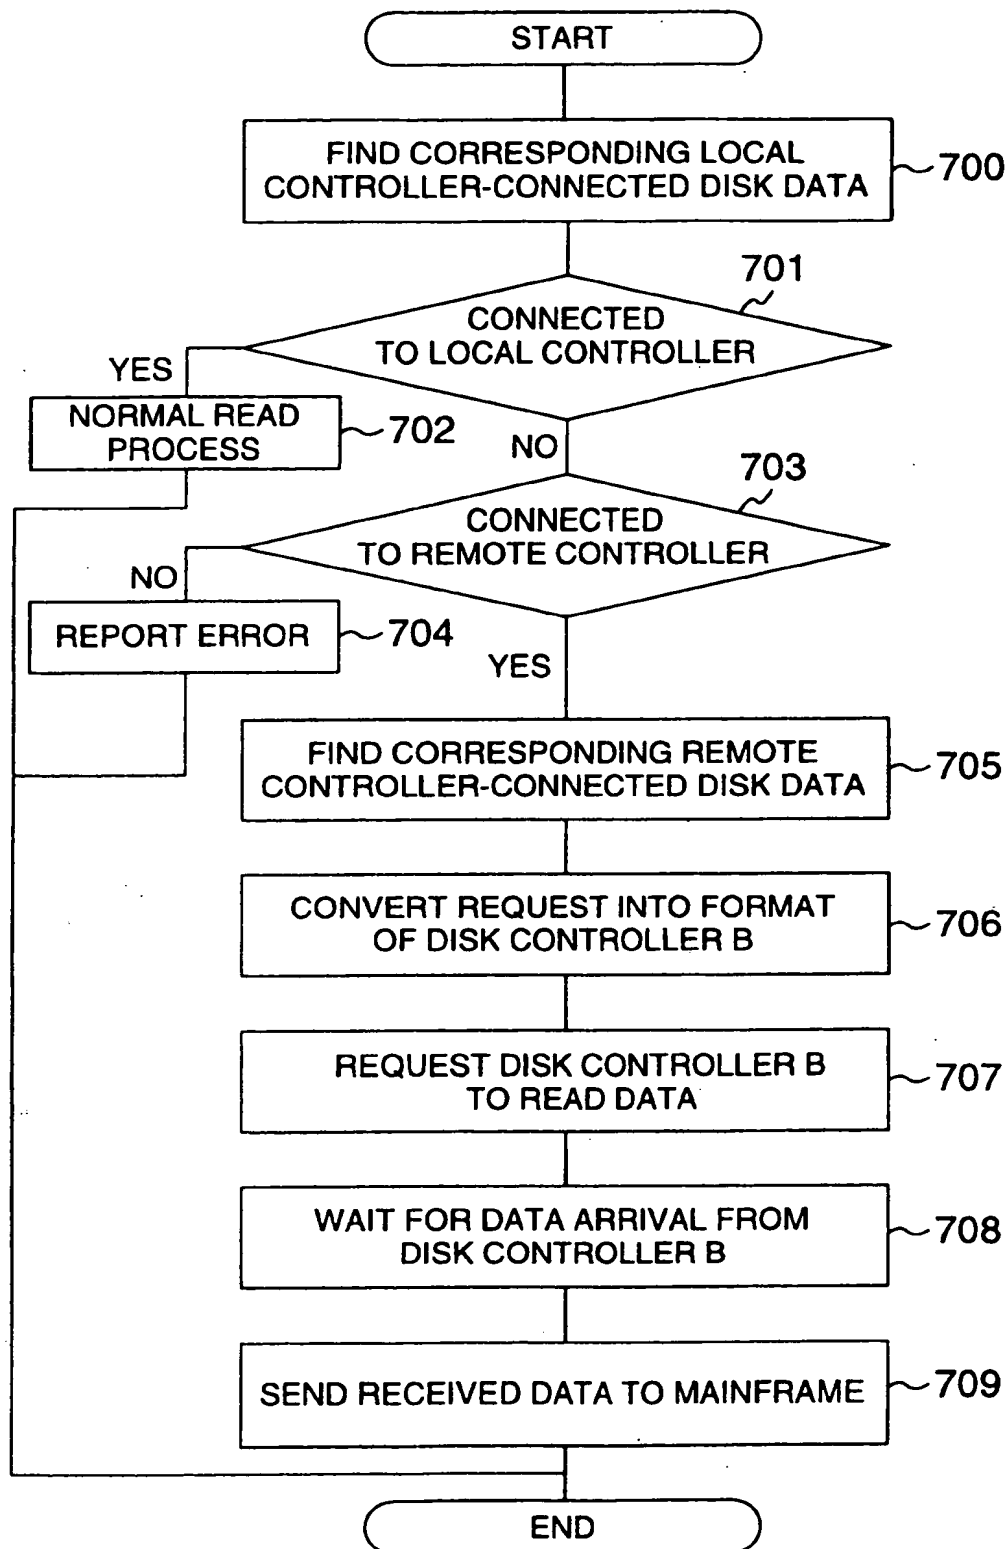 START
FIND CORRESPONDING LOCAL
CONTROLLER-CONNECTED DISK DATA
700
701
CONNECTED
TO LOCAL CONTROLLER
YES
NORMAL READ
PROCESS
702
NO
703
CONNECTED
TO REMOTE CONTROLLER
NO
REPORT ERROR
704
YES
FIND CORRESPONDING REMOTE
CONTROLLER-CONNECTED DISK DATA
705
CONVERT REQUEST INTO FORMAT
OF DISK CONTROLLER B
706
REQUEST DISK CONTROLLER B
TO READ DATA
707
WAIT FOR DATA ARRIVAL FROM
DISK CONTROLLER B
708
SEND RECEIVED DATA TO MAINFRAME
709
END